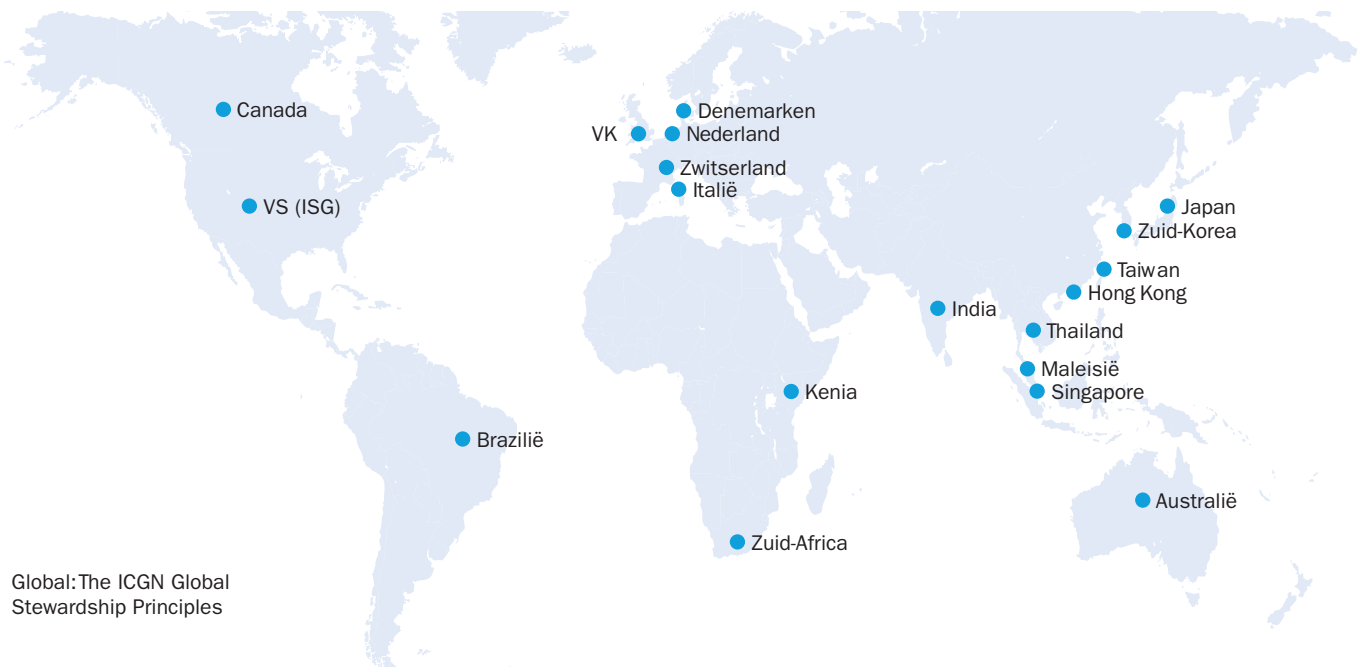 Canada
Denemarken
VK
Nederland
Zwitserland
Italië
VS (ISG)
Japan
Zuid-Korea
Taiwan
Hong Kong
India
Thailand
Maleisië
Singapore
Kenia
Brazilië
Australië
Zuid-Africa
Global:The ICGN Global
Stewardship Principles